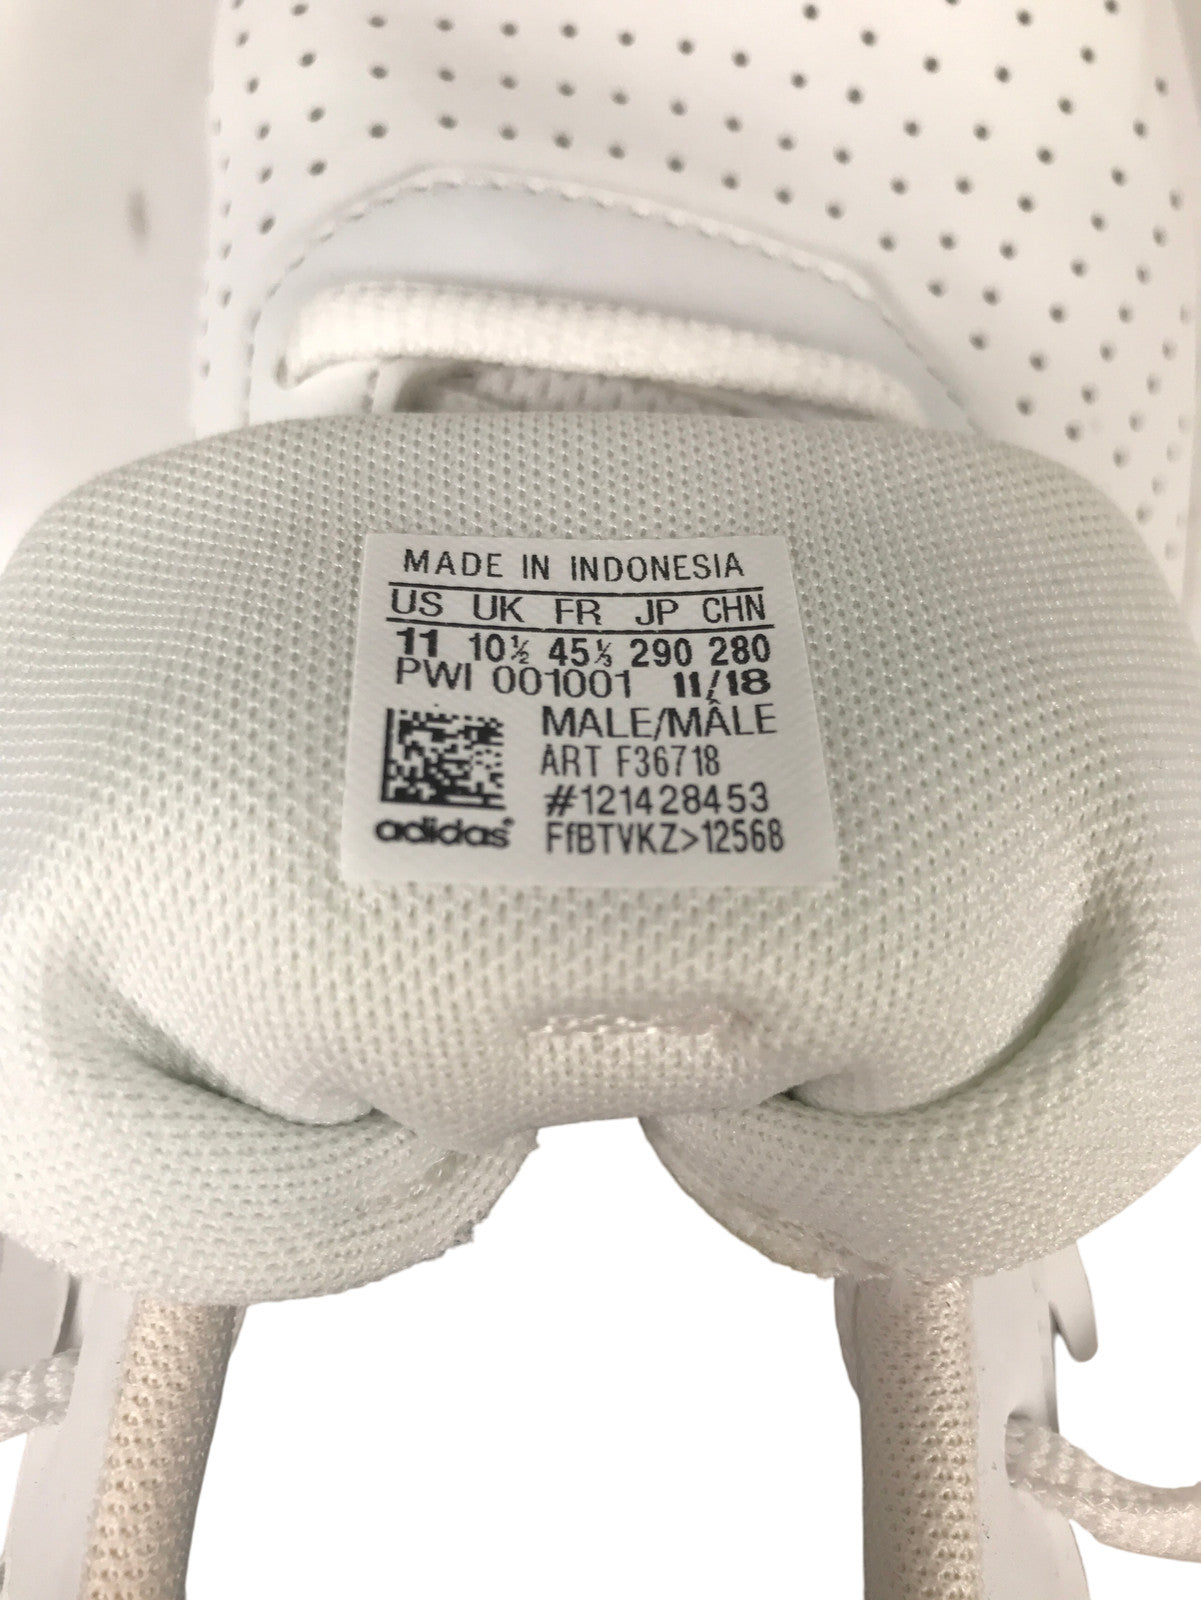 MADE IN INDONESIA
US UK FR JP CHN
11 10½ 45⅓ 290 280
PWI 001001 11/18
MALE/MÂLE
ART F36718
#121428453
adidas® FfBTVKZ>12568